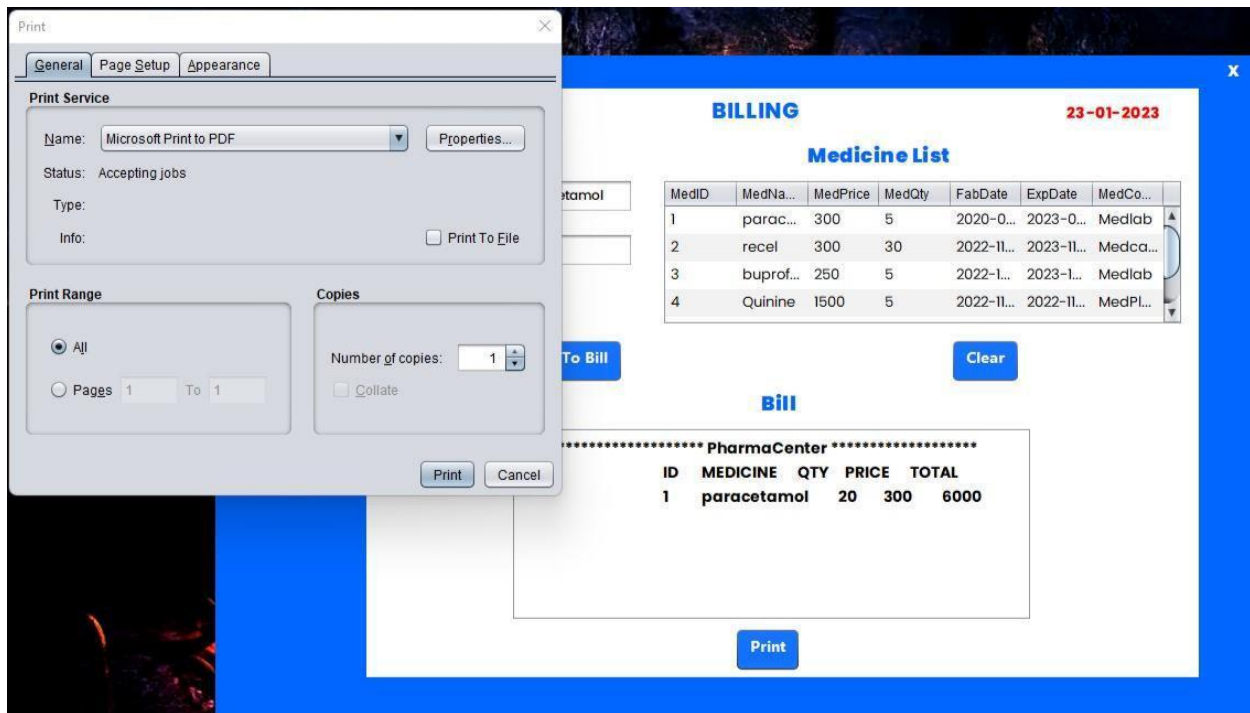 Print
General Page Setup Appearance
Print Service
Name: Microsoft Print to PDF Properties...
Status: Accepting jobs
Type:
Info: Print To File
Print Range
All
Pages 1 To 1
Copies
Number of copies: 1
Collate
Print Cancel
x
BILLING
23-01-2023
Medicine List
etamol
MedID MedNa... MedPrice MedQty FabDate ExpDate MedCo...
1 parac... 300 5 2020-0... 2023-0... Medlab
2 recel 300 30 2022-11... 2023-11... Medca...
3 buprof... 250 5 2022-1... 2023-1... Medlab
4 Quinine 1500 5 2022-11... 2022-11... MedPl...
To Bill
Clear
Bill
******************* PharmaCenter *******************
ID MEDICINE QTY PRICE TOTAL
1 paracetamol 20 300 6000
Print